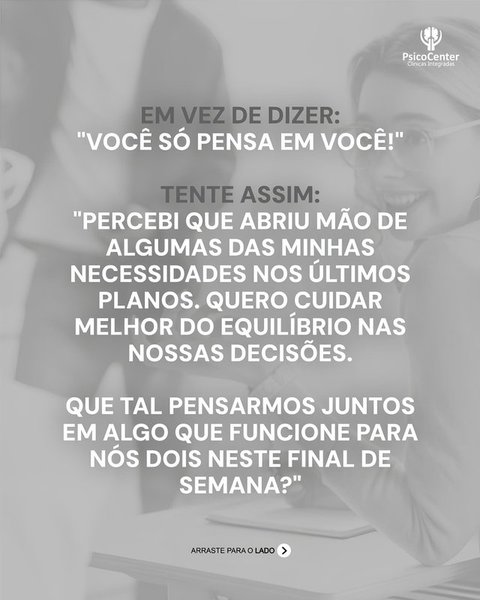 PsicoCenter
Clínicas Integradas
EM VEZ DE DIZER:
"VOCÊ SÓ PENSA EM VOCÊ!"
TENTE ASSIM:
"PERCEBI QUE ABRIU MÃO DE
ALGUMAS DAS MINHAS
NECESSIDADES NOS ÚLTIMOS
PLANOS. QUERO CUIDAR
MELHOR DO EQUILÍBRIO NAS
NOSSAS DECISÕES.
QUE TAL PENSARMOS JUNTOS
EM ALGO QUE FUNCIONE PARA
NÓS DOIS NESTE FINAL DE
SEMANA?"
ARRASTE PARA O LADO